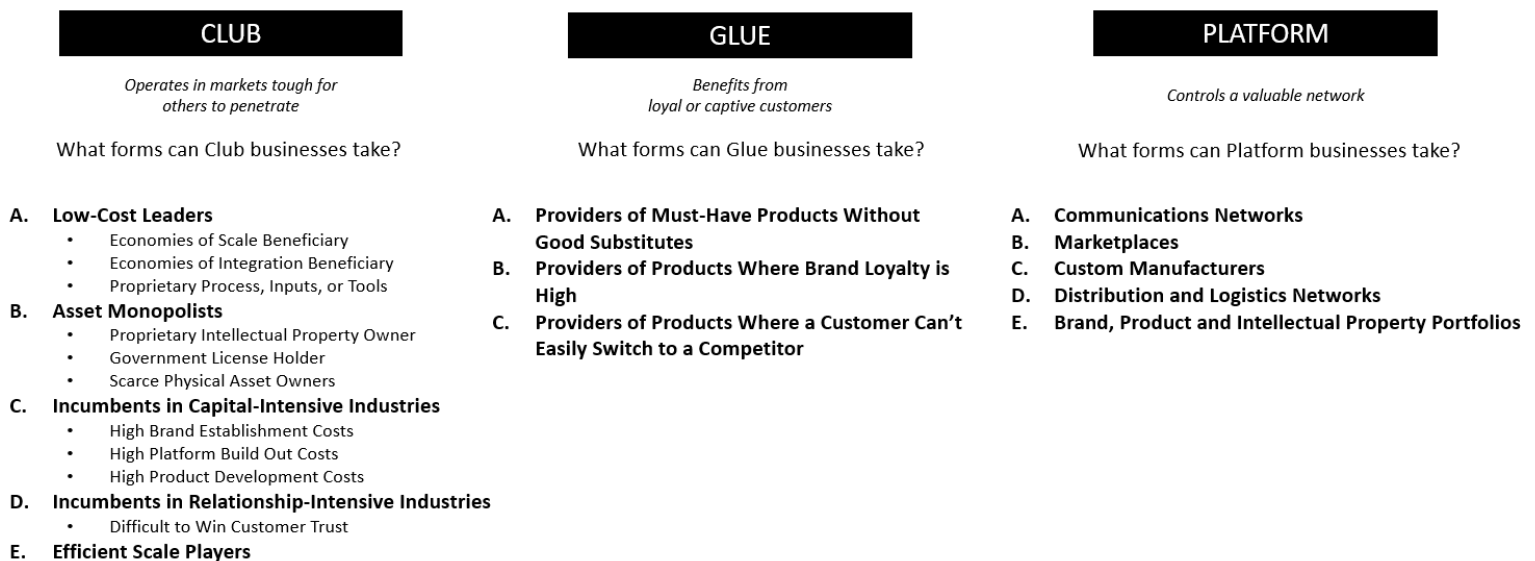 CLUB
Operates in markets tough for
others to penetrate
What forms can Club businesses take?
A. Low-Cost Leaders
• Economies of Scale Beneficiary
• Economies of Integration Beneficiary
• Proprietary Process, Inputs, or Tools
B. Asset Monopolists
• Proprietary Intellectual Property Owner
• Government License Holder
• Scarce Physical Asset Owners
C. Incumbents in Capital-Intensive Industries
• High Brand Establishment Costs
• High Platform Build Out Costs
• High Product Development Costs
D. Incumbents in Relationship-Intensive Industries
• Difficult to Win Customer Trust
E. Efficient Scale Players
GLUE
Benefits from
loyal or captive customers
What forms can Glue businesses take?
A. Providers of Must-Have Products Without
Good Substitutes
B. Providers of Products Where Brand Loyalty is
High
C. Providers of Products Where a Customer Can't
Easily Switch to a Competitor
PLATFORM
Controls a valuable network
What forms can Platform businesses take?
A. Communications Networks
B. Marketplaces
C. Custom Manufacturers
D. Distribution and Logistics Networks
E. Brand, Product and Intellectual Property Portfolios